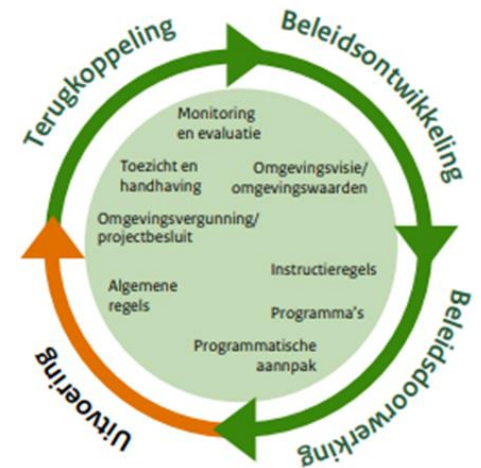 Terugkoppeling
Beleidsontwikkeling
Monitoring
en evaluatie
Toezicht en
handhaving
Omgevingsvisie/
omgevingswaarden
Omgevingsvergunning/
projectbesluit
Instructieregels
Algemene
regels
Programma's
Programmatische
aannpak
Beleidsdoorwerking
Uitvoering